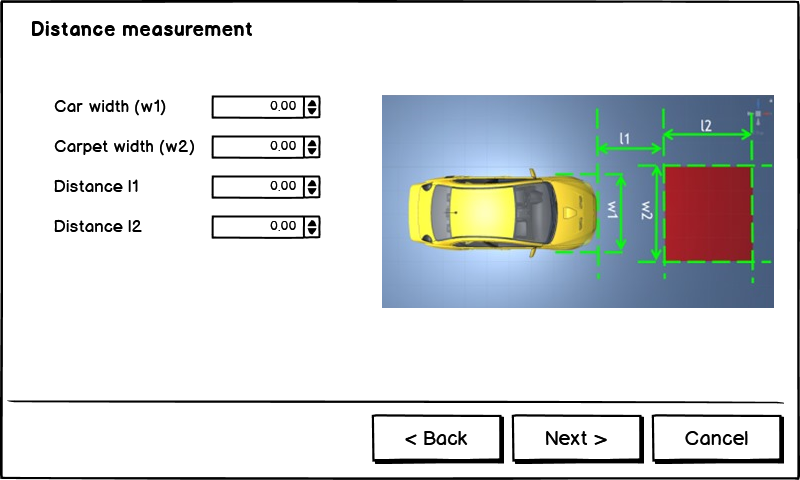 Distance measurement
Car width (w1) 0.00
Carpet width (w2) 0.00
Distance l1 0.00
Distance l2 0.00
l1
l2
w1
w2
< Back
Next >
Cancel